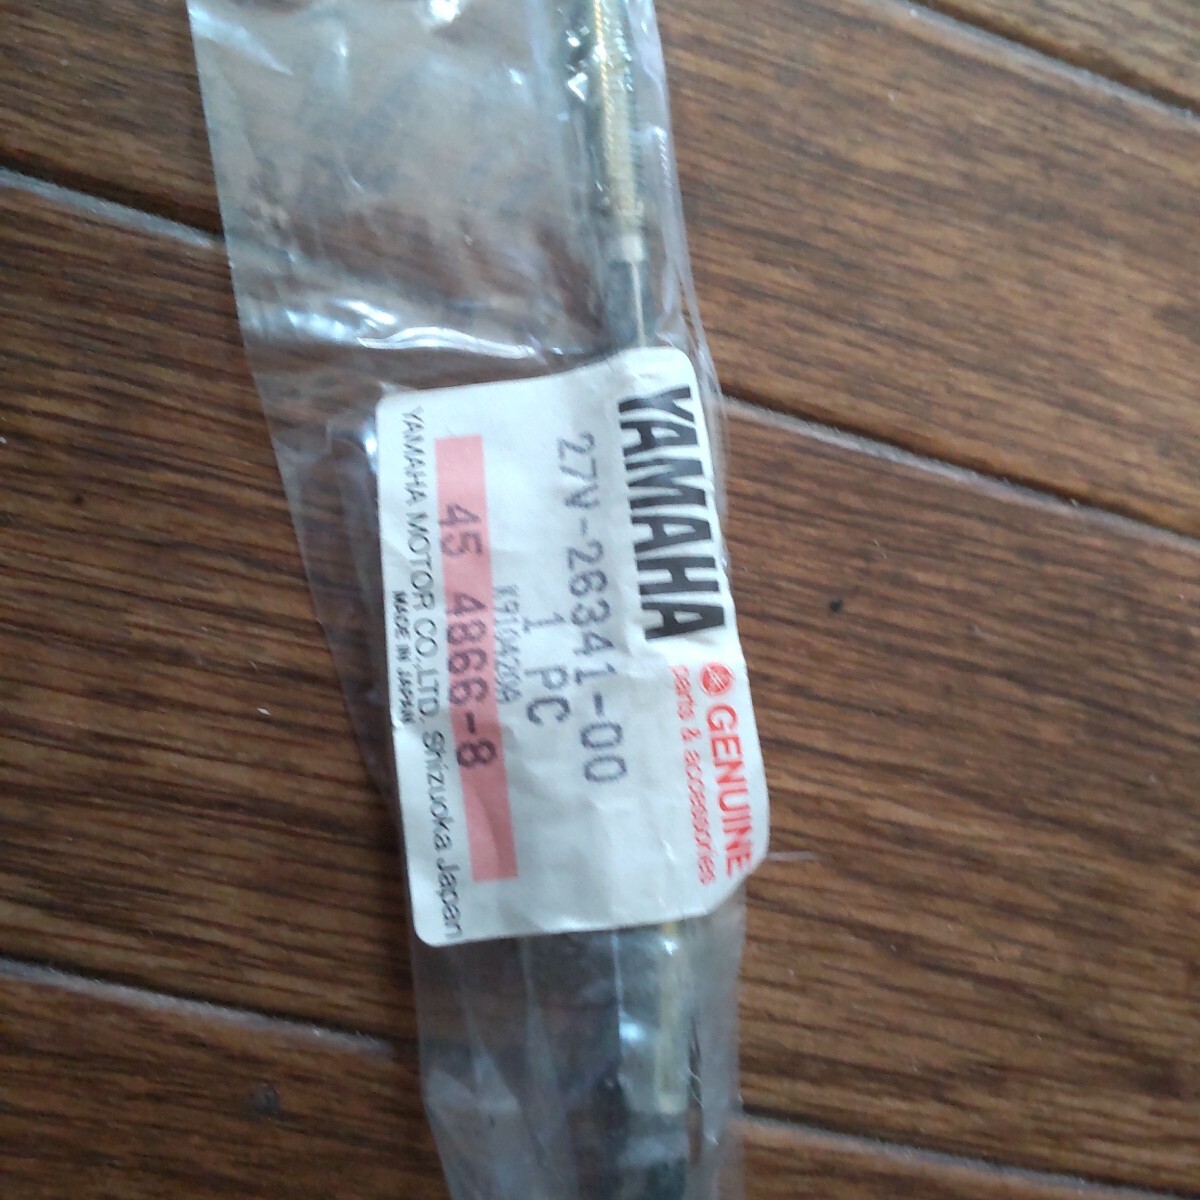 YAMAHA
GENUINE
parts & accessories
27V-26341-00
1 PC
K910420A
45 4866-8
YAMAHA MOTOR CO.,LTD. Shizuoka Japan
MADE IN JAPAN